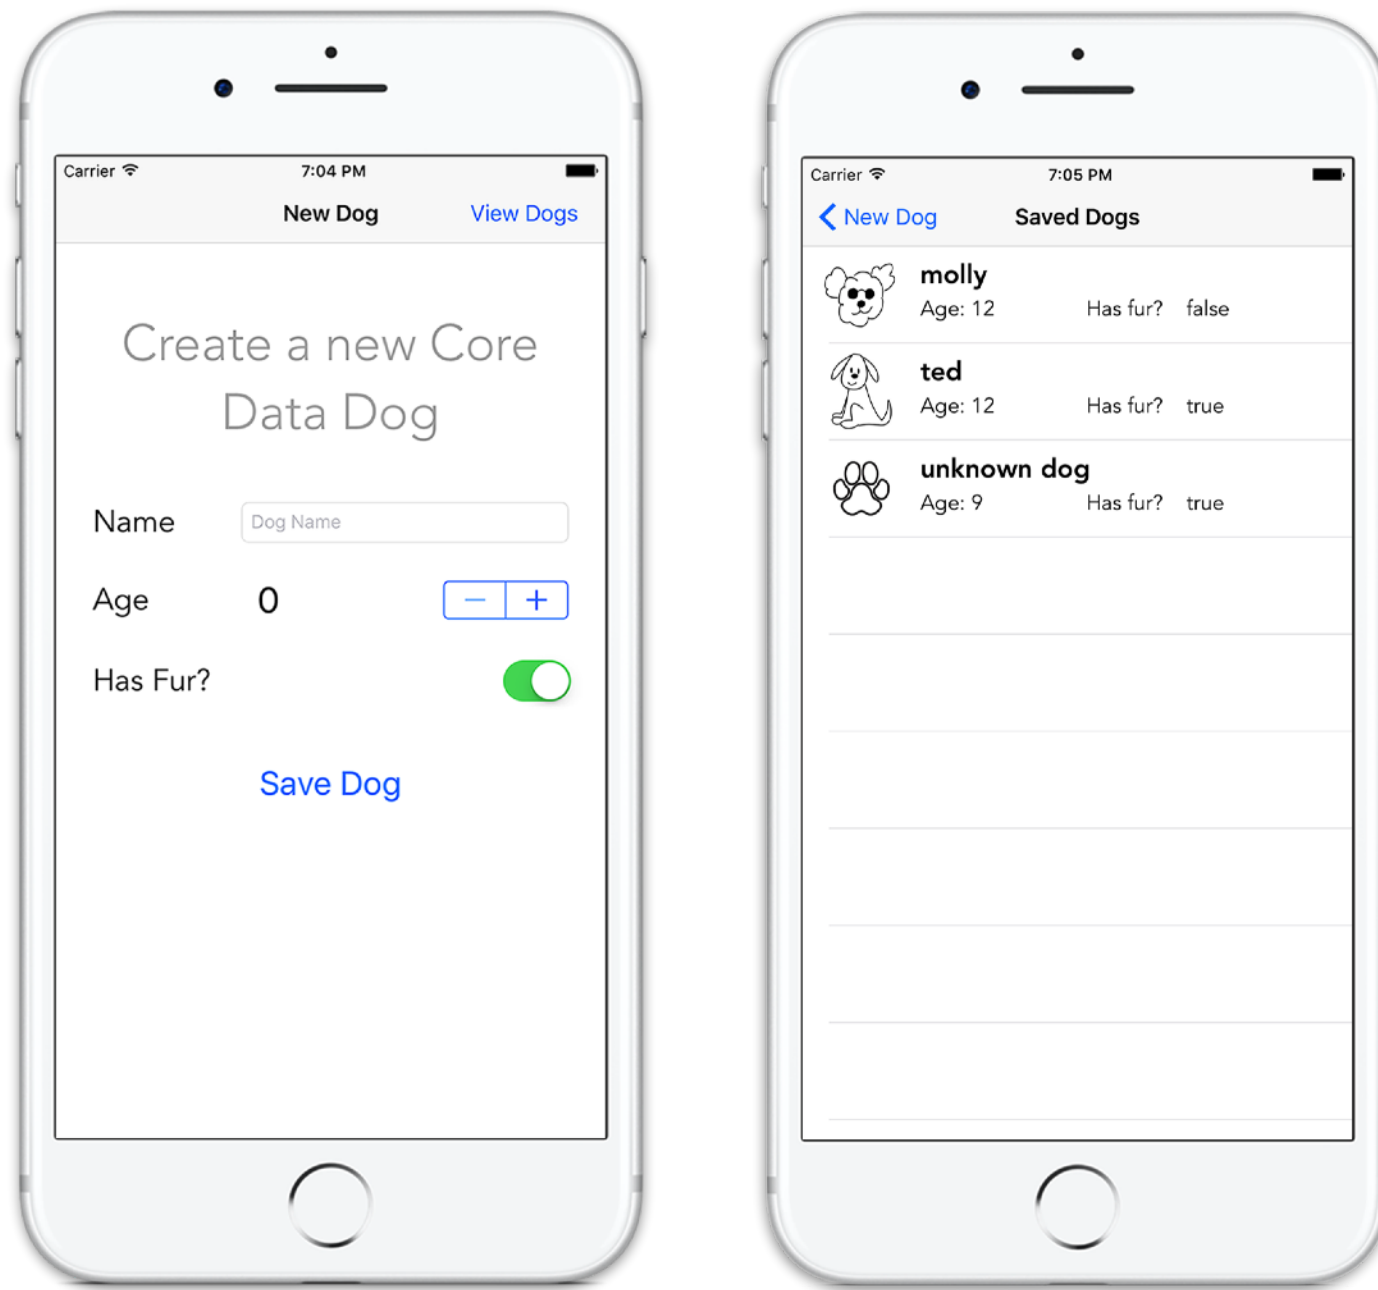 Carrier
7:04 PM
New Dog
View Dogs
Create a new Core
Data Dog
Name
Dog Name
Age
0
Has Fur?
Save Dog
Carrier
7:05 PM
New Dog
Saved Dogs
molly
Age: 12 Has fur? false
ted
Age: 12 Has fur? true
unknown dog
Age: 9 Has fur? true